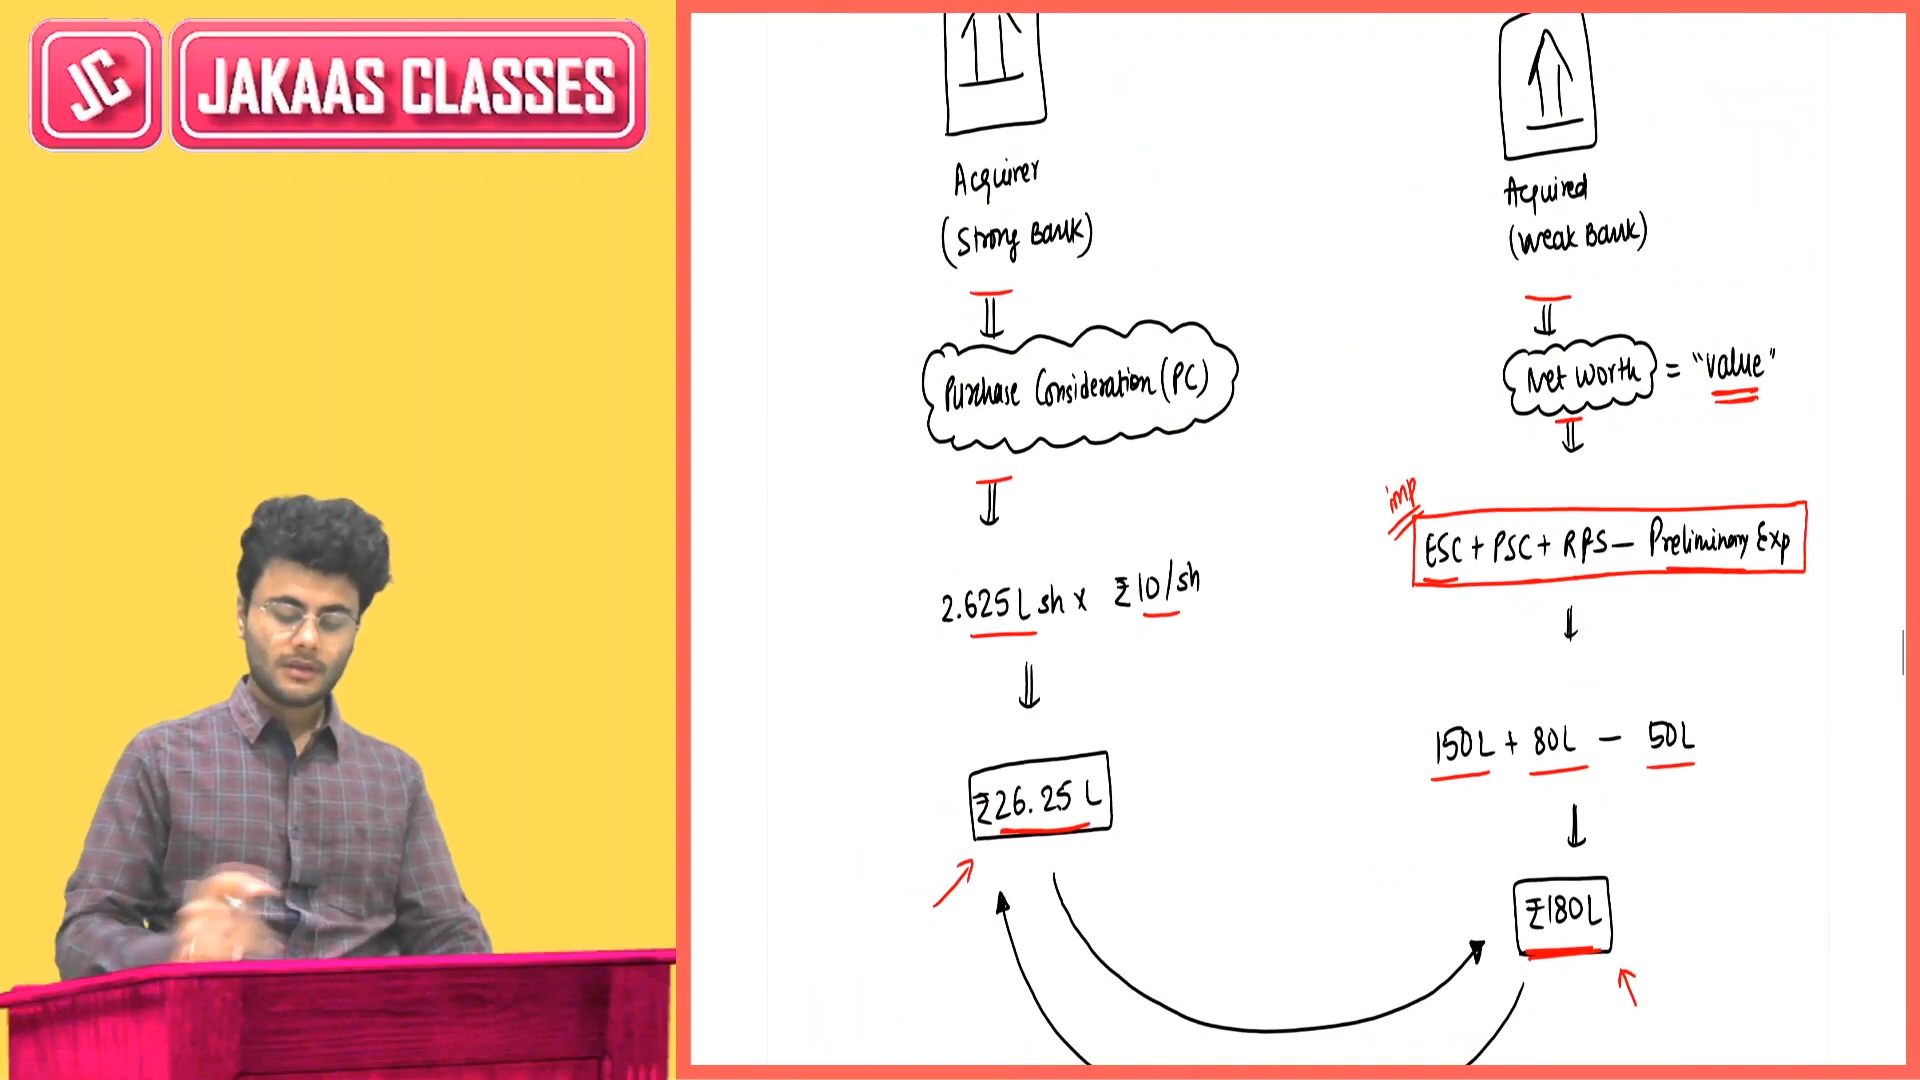 JC
JAKAAS CLASSES
Acquirer
(Strong Bank)
Purchase Consideration (PC)
2.625 L sh x ₹10/sh
₹26.25 L
Acquired
(Weak Bank)
Net Worth = "Value"
imp
ESC + PSC + R&S - Preliminary Exp
150L + 80L - 50L
₹180L